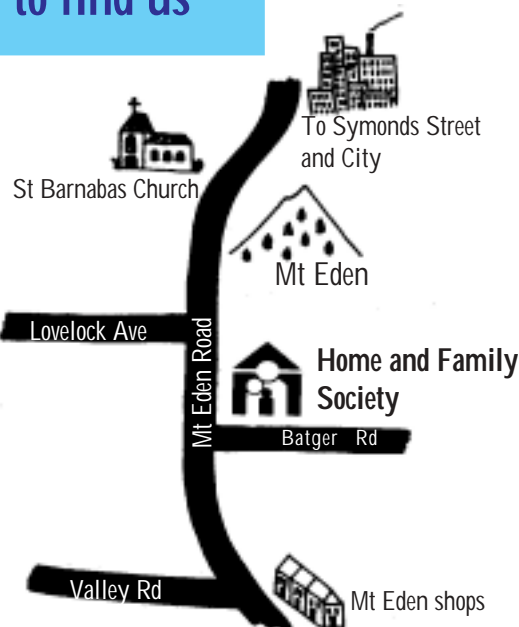 to find us
To Symonds Street
and City
St Barnabas Church
Mt Eden
Lovelock Ave
Mt Eden Road
Home and Family
Society
Batger Rd
Valley Rd
Mt Eden shops